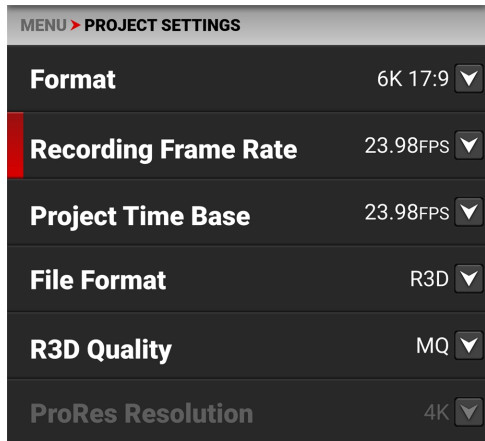 MENU ➤ PROJECT SETTINGS
Format 6K 17:9
Recording Frame Rate 23.98FPS
Project Time Base 23.98FPS
File Format R3D
R3D Quality MQ
ProRes Resolution 4K